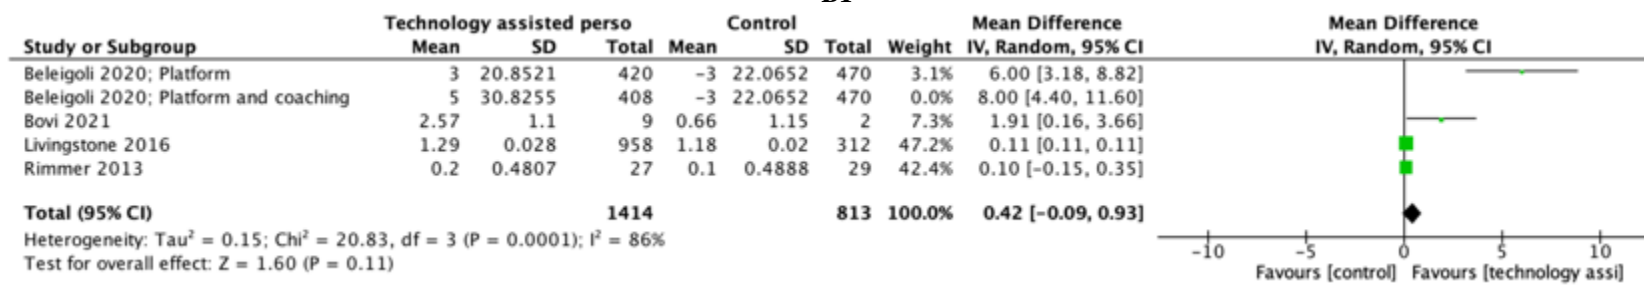 Technology assisted perso Control Mean Difference Mean Difference
Study or Subgroup Mean SD Total Mean SD Total Weight IV, Random, 95% CI IV, Random, 95% CI
Beleigoli 2020; Platform 3 20.8521 420 −3 22.0652 470 3.1% 6.00 [3.18, 8.82]
Beleigoli 2020; Platform and coaching 5 30.8255 408 −3 22.0652 470 0.0% 8.00 [4.40, 11.60]
Bovi 2021 2.57 1.1 9 0.66 1.15 2 7.3% 1.91 [0.16, 3.66]
Livingstone 2016 1.29 0.028 958 1.18 0.02 312 47.2% 0.11 [0.11, 0.11]
Rimmer 2013 0.2 0.4807 27 0.1 0.4888 29 42.4% 0.10 [−0.15, 0.35]
Total (95% CI) 1414 813 100.0% 0.42 [−0.09, 0.93]
Heterogeneity: Tau² = 0.15; Chi² = 20.83, df = 3 (P = 0.0001); I² = 86%
Test for overall effect: Z = 1.60 (P = 0.11)
−10 −5 0 5 10
Favours [control] Favours [technology assi]